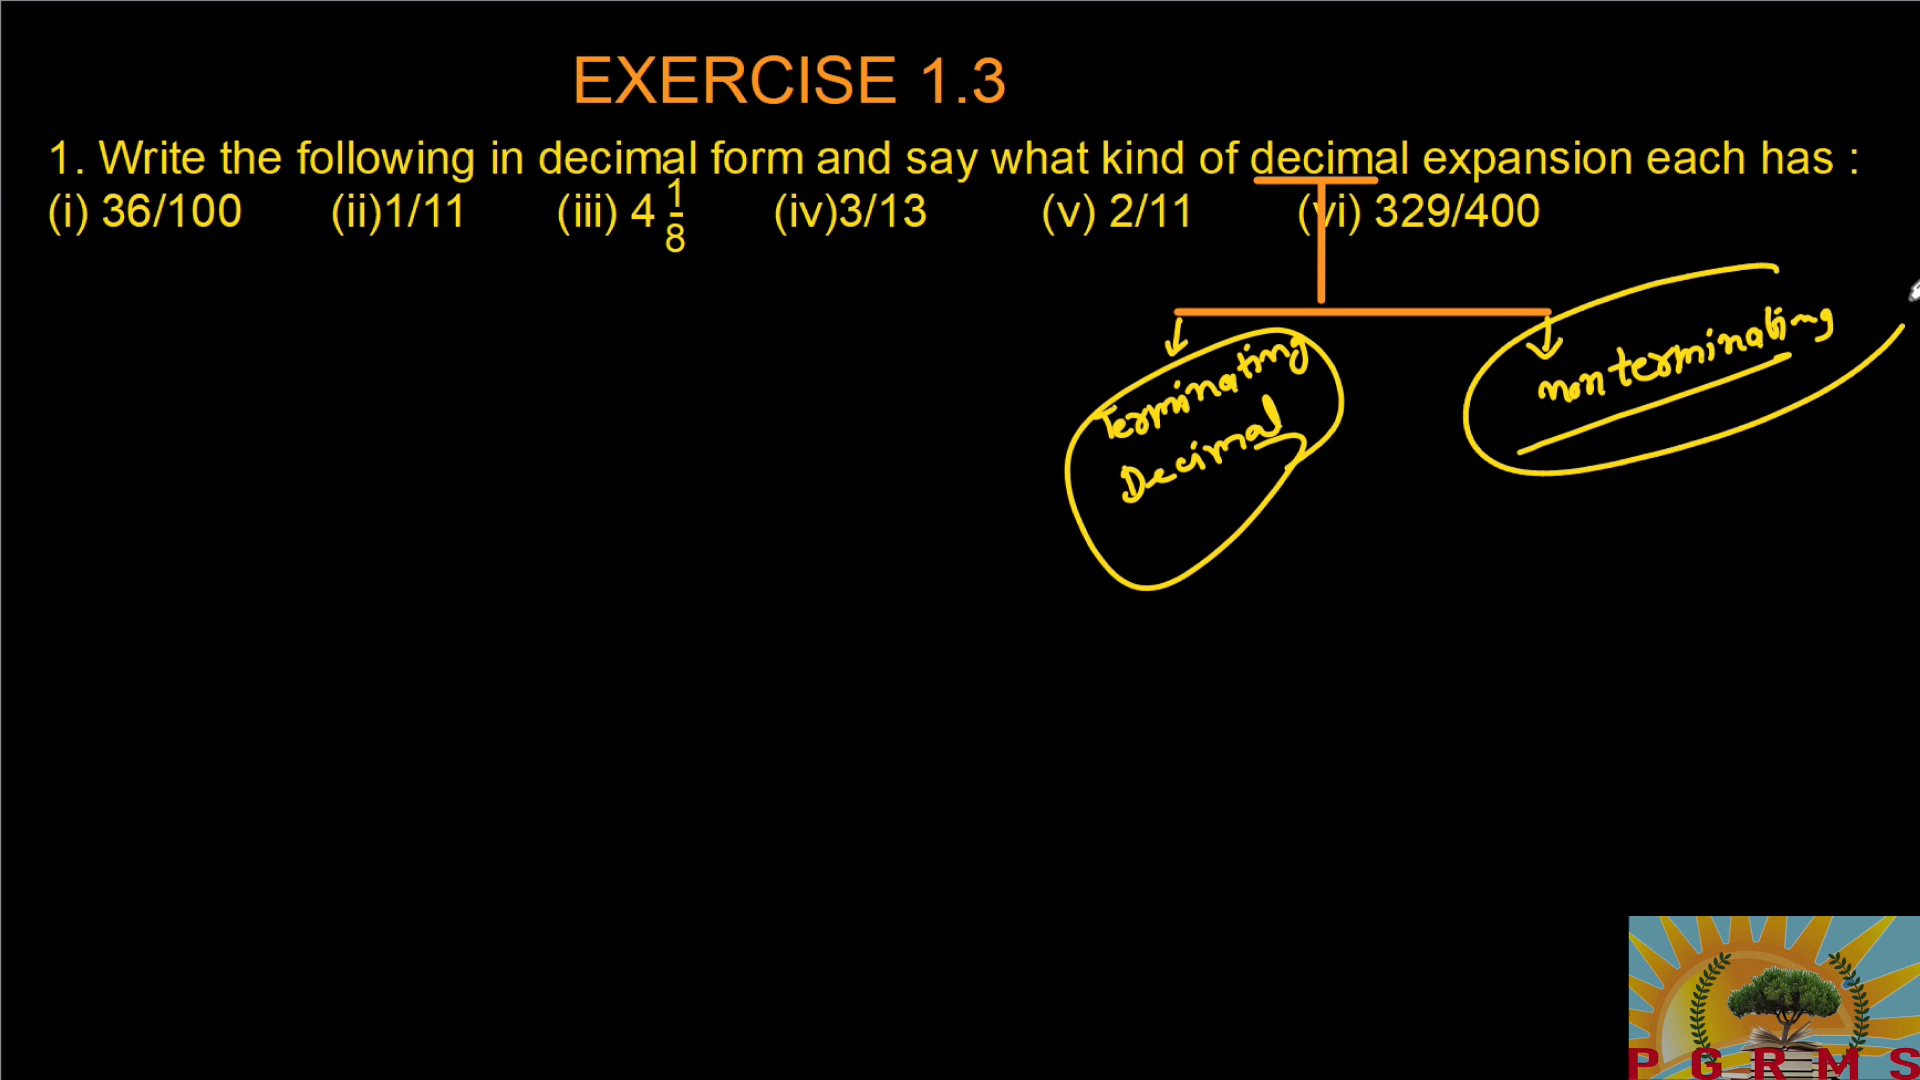 EXERCISE 1.3
1. Write the following in decimal form and say what kind of decimal expansion each has :
(i) 36/100 (ii)1/11 (iii) 4 1/8 (iv)3/13 (v) 2/11 (vi) 329/400
Terminating
Decimal
non terminating
P G R M S